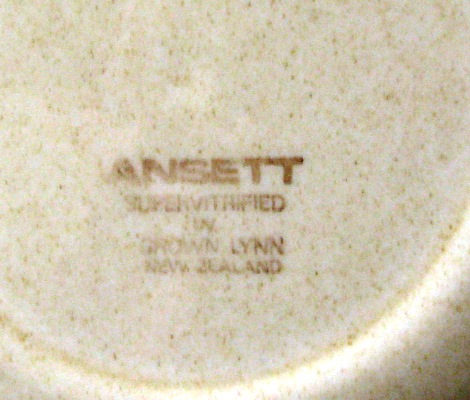 ANSETT
SUPERVITRIFIED
BY
CROWN LYNN
NEW ZEALAND